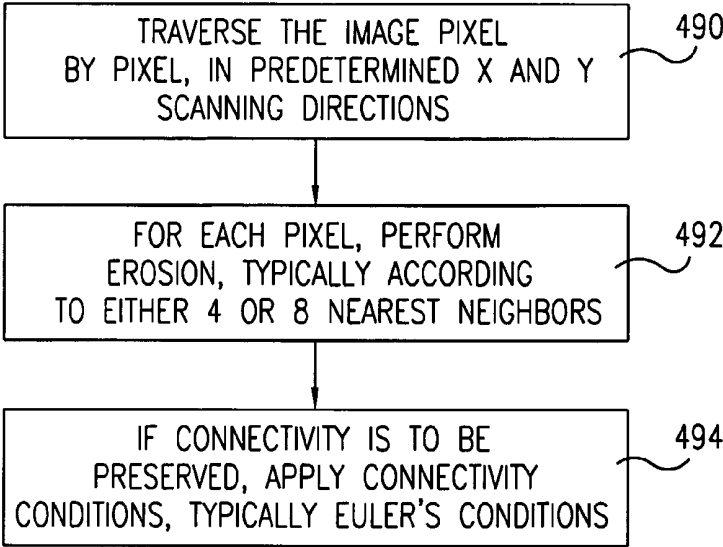 TRAVERSE THE IMAGE PIXEL
BY PIXEL, IN PREDETERMINED X AND Y
SCANNING DIRECTIONS
490
FOR EACH PIXEL, PERFORM
EROSION, TYPICALLY ACCORDING
TO EITHER 4 OR 8 NEAREST NEIGHBORS
492
IF CONNECTIVITY IS TO BE
PRESERVED, APPLY CONNECTIVITY
CONDITIONS, TYPICALLY EULER'S CONDITIONS
494